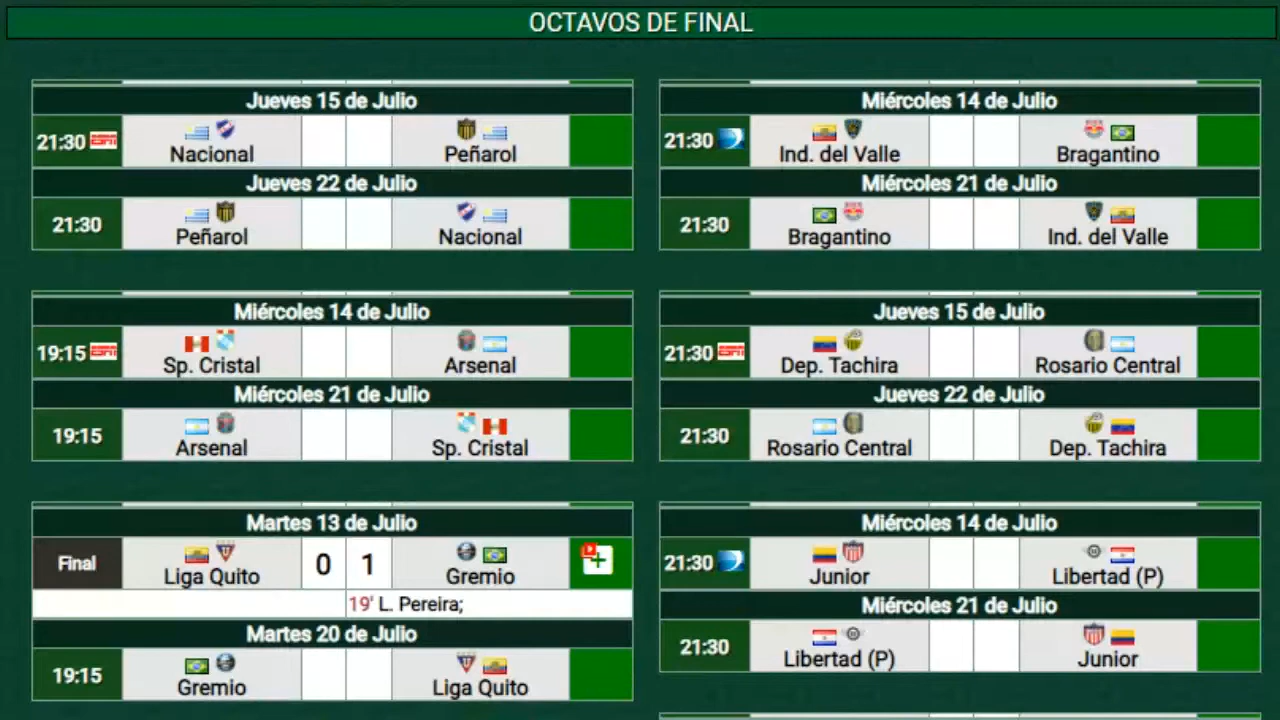 OCTAVOS DE FINAL
Jueves 15 de Julio
21:30 ESPN Nacional Peñarol
Jueves 22 de Julio
21:30 Peñarol Nacional
Miércoles 14 de Julio
21:30 Ind. del Valle Bragantino
Miércoles 21 de Julio
21:30 Bragantino Ind. del Valle
Miércoles 14 de Julio
19:15 ESPN Sp. Cristal Arsenal
Miércoles 21 de Julio
19:15 Arsenal Sp. Cristal
Jueves 15 de Julio
21:30 ESPN Dep. Tachira Rosario Central
Jueves 22 de Julio
21:30 Rosario Central Dep. Tachira
Martes 13 de Julio
Final Liga Quito 0 1 Gremio
19' L. Pereira;
Martes 20 de Julio
19:15 Gremio Liga Quito
Miércoles 14 de Julio
21:30 Junior Libertad (P)
Miércoles 21 de Julio
21:30 Libertad (P) Junior